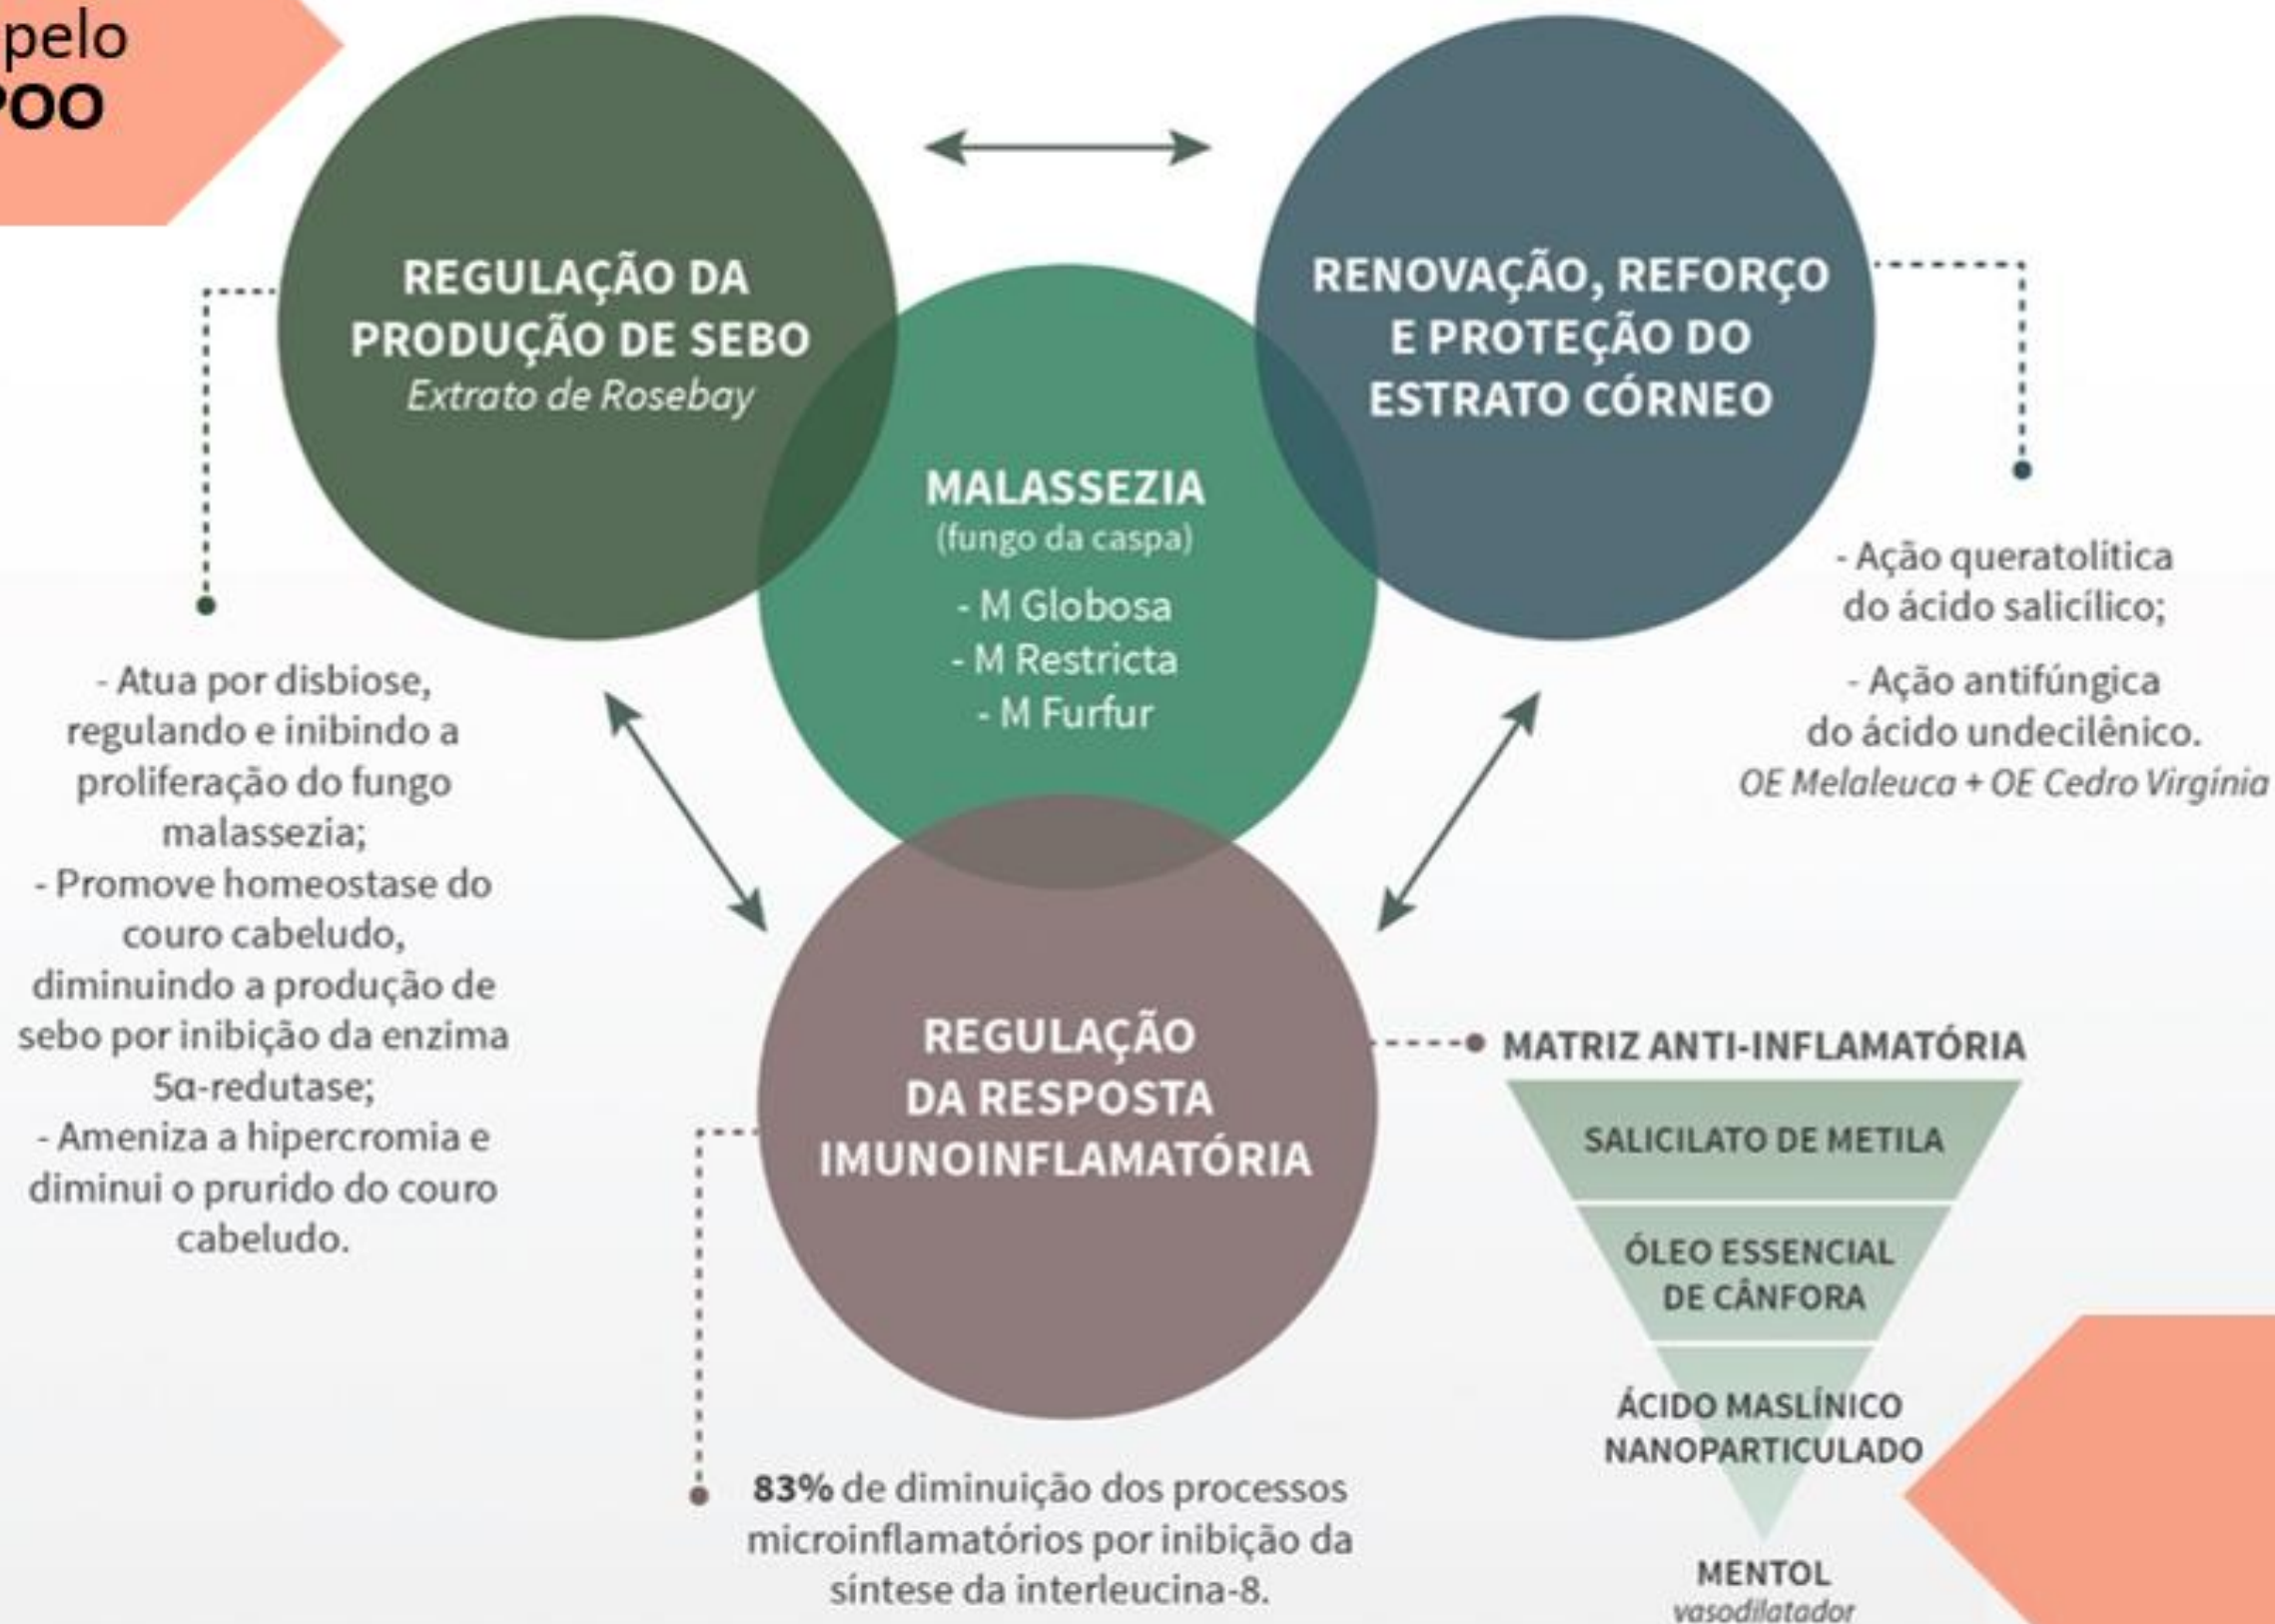 pelo
POO
REGULAÇÃO DA
PRODUÇÃO DE SEBO
Extrato de Rosebay
RENOVAÇÃO, REFORÇO
E PROTEÇÃO DO
ESTRATO CÓRNEO
MALASSEZIA
(fungo da caspa)
- M Globosa
- M Restricta
- M Furfur
- Atua por disbiose,
regulando e inibindo a
proliferação do fungo
malassezia;
- Promove homeostase do
couro cabeludo,
diminuindo a produção de
sebo por inibição da enzima
5α-redutase;
- Ameniza a hipercromia e
diminui o prurido do couro
cabeludo.
- Ação queratolítica
do ácido salicílico;
- Ação antifúngica
do ácido undecilênico.
OE Melaleuca + OE Cedro Virgínia
REGULAÇÃO
DA RESPOSTA
IMUNOINFLAMATÓRIA
83% de diminuição dos processos
microinflamatórios por inibição da
síntese da interleucina-8.
MATRIZ ANTI-INFLAMATÓRIA
SALICILATO DE METILA
ÓLEO ESSENCIAL
DE CÂNFORA
ÁCIDO MASLÍNICO
NANOPARTICULADO
MENTOL
vasodilatador